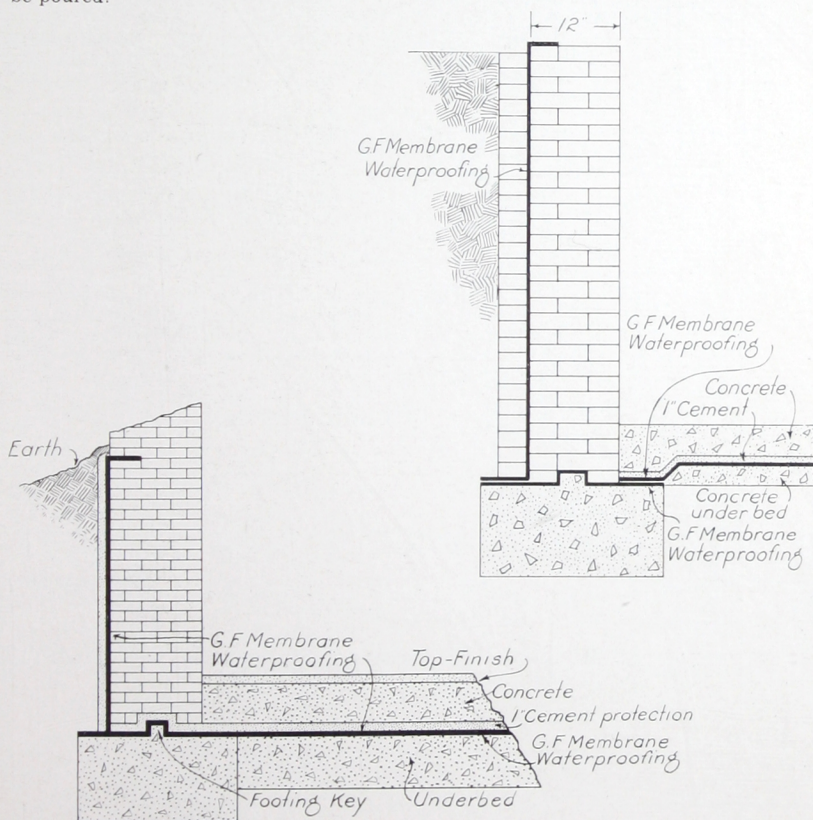 be poured.
12"
G.F Membrane
Waterproofing
G.F Membrane
Waterproofing
Concrete
1" Cement
Concrete
under bed
G.F Membrane
Waterproofing
Earth
G.F Membrane
Waterproofing
Top-Finish
Concrete
1" Cement protection
G.F Membrane
Waterproofing
Footing Key
Underbed